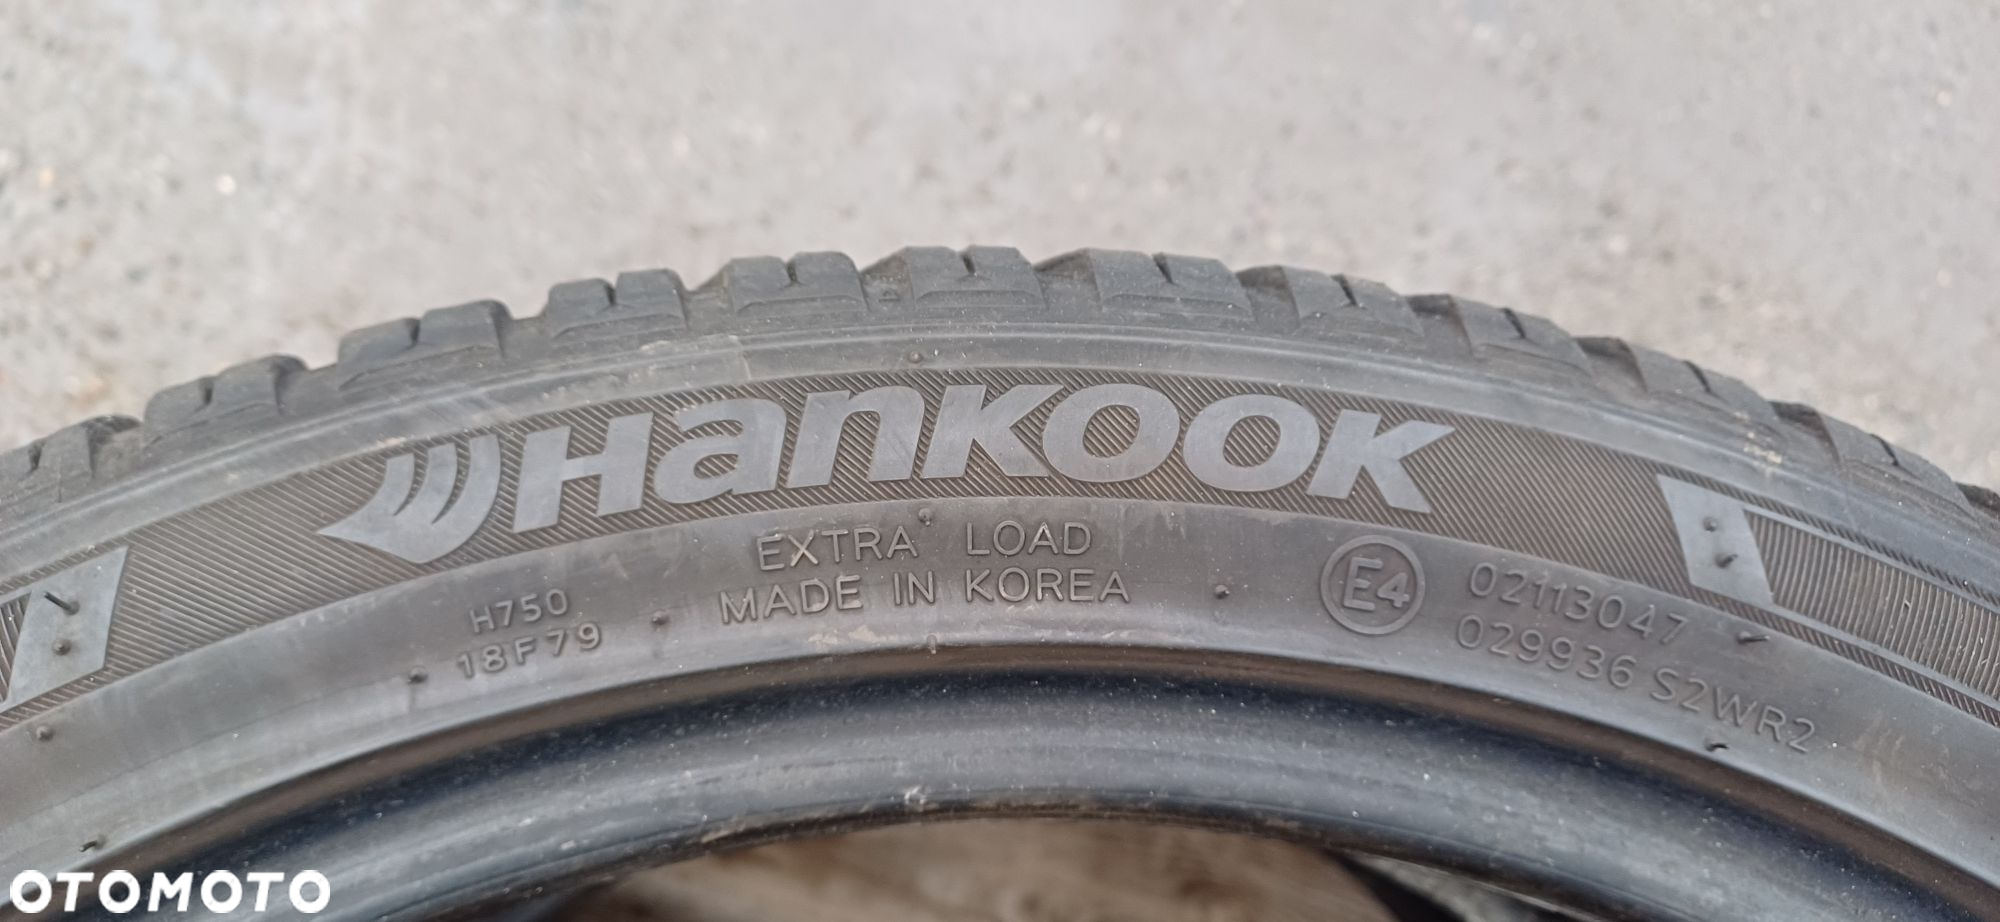 Hankook
EXTRA LOAD
MADE IN KOREA
H750
18F79
E4
02113047
029936 S2WR2
OTOMOTO